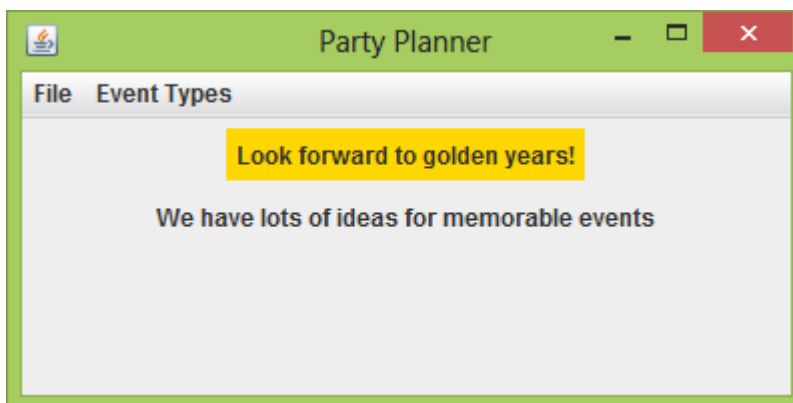 Party Planner
File Event Types
Look forward to golden years!
We have lots of ideas for memorable events